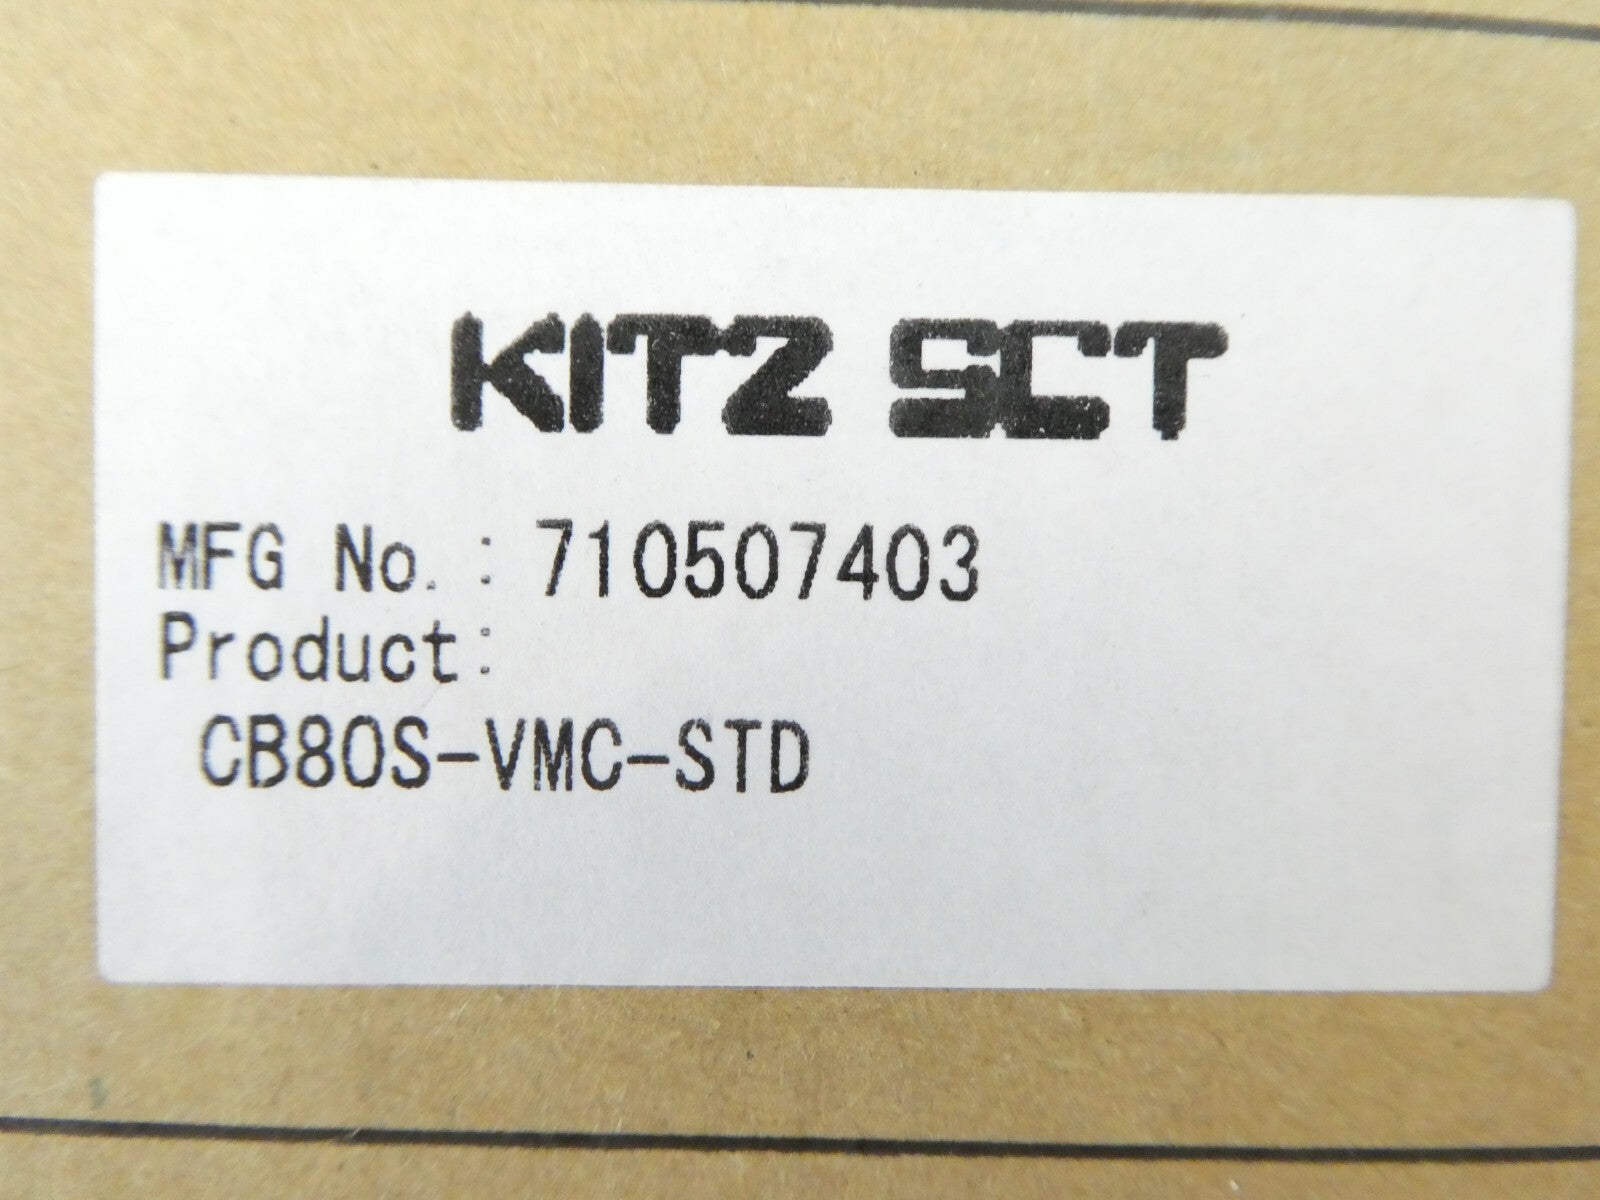 KITZ SCT
MFG No. : 710507403
Product:
CB80S-VMC-STD